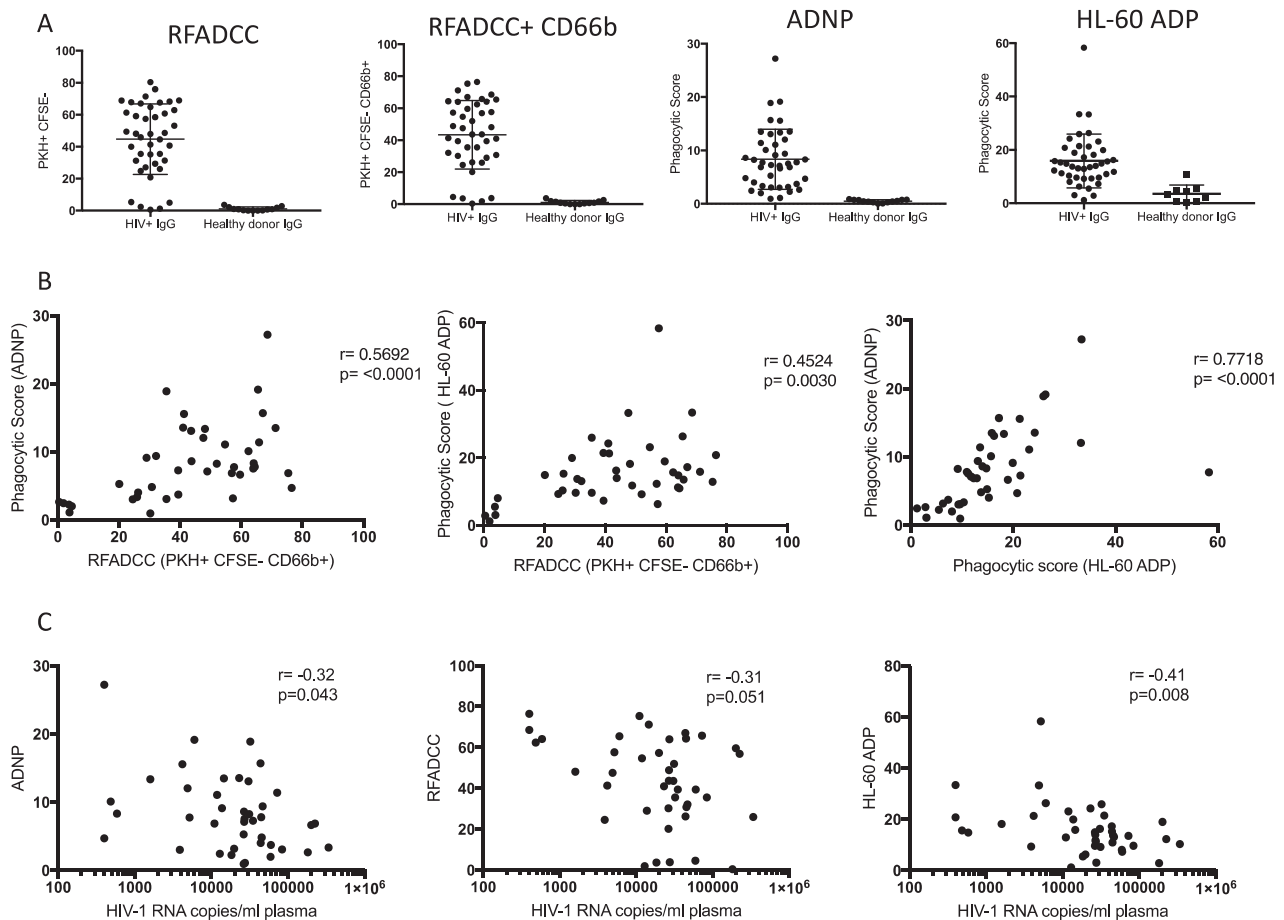 A
RFADCC
RFADCC+ CD66b
ADNP
HL-60 ADP
PKH+ CFSE-
100
80
60
40
20
0
HIV+ IgG
Healthy donor IgG
PKH+ CFSE- CD66b+
100
80
60
40
20
0
HIV+ IgG
Healthy donor IgG
Phagocytic Score
30
20
10
0
HIV+ IgG
Healthy donor IgG
Phagocytic Score
60
40
20
0
HIV+ IgG
Healthy donor IgG
B
Phagocytic Score (ADNP)
30
20
10
0
0
20
40
60
80
100
RFADCC (PKH+ CFSE- CD66b+)
r= 0.5692
p= <0.0001
Phagocytic Score ( HL-60 ADP)
60
40
20
0
0
20
40
60
80
100
RFADCC (PKH+ CFSE- CD66b+)
r= 0.4524
p= 0.0030
Phagocytic Score (ADNP)
30
20
10
0
0
20
40
60
Phagocytic score (HL-60 ADP)
r= 0.7718
p= <0.0001
C
ADNP
30
20
10
0
100
1000
10000
100000
1×10⁶
HIV-1 RNA copies/ml plasma
r= -0.32
p=0.043
RFADCC
100
80
60
40
20
0
100
1000
10000
100000
1×10⁶
HIV-1 RNA copies/ml plasma
r= -0.31
p=0.051
HL-60 ADP
80
60
40
20
0
100
1000
10000
100000
1×10⁶
HIV-1 RNA copies/ml plasma
r= -0.41
p=0.008